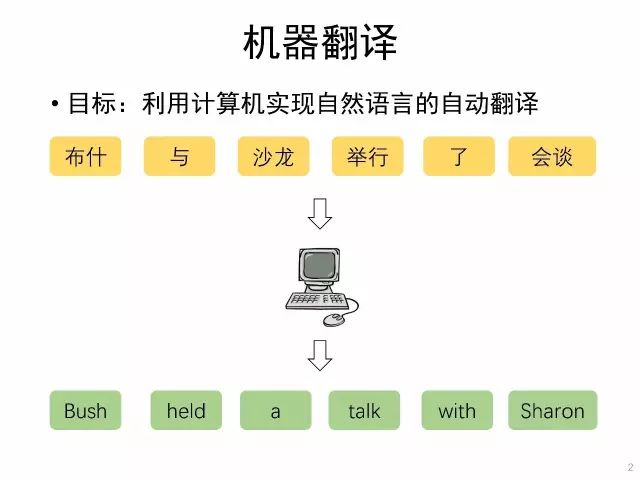 机器翻译
• 目标：利用计算机实现自然语言的自动翻译
布什 与 沙龙 举行 了 会谈
Bush held a talk with Sharon
2